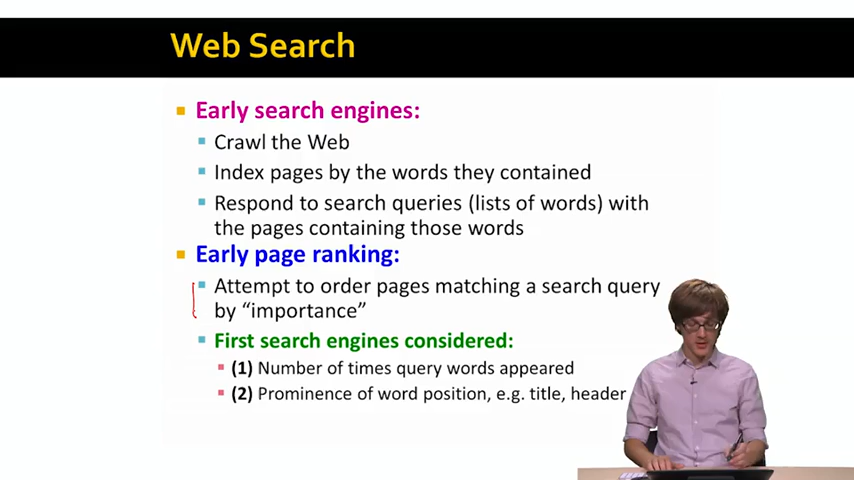 Web Search
Early search engines:
Crawl the Web
Index pages by the words they contained
Respond to search queries (lists of words) with
the pages containing those words
Early page ranking:
Attempt to order pages matching a search query
by “importance”
First search engines considered:
(1) Number of times query words appeared
(2) Prominence of word position, e.g. title, header